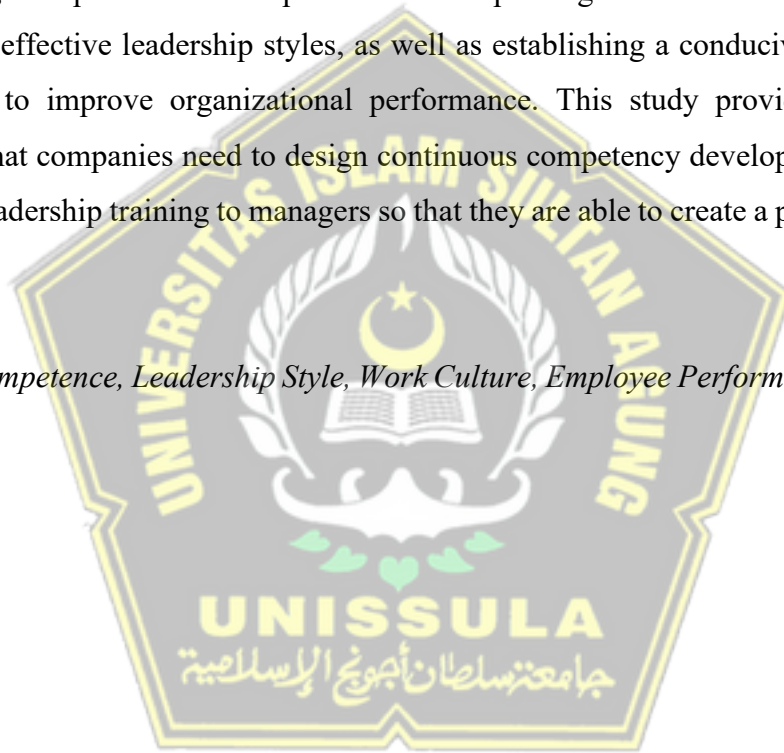 effective leadership styles, as well as establishing a conduciv
to improve organizational performance. This study provi
hat companies need to design continuous competency develop
adership training to managers so that they are able to create a p
mpetence, Leadership Style, Work Culture, Employee Perform
UNIVERSITAS ISLAM SULTAN AGUNG
UNISSULA
جامعة سلطان أجونج الإسلامية